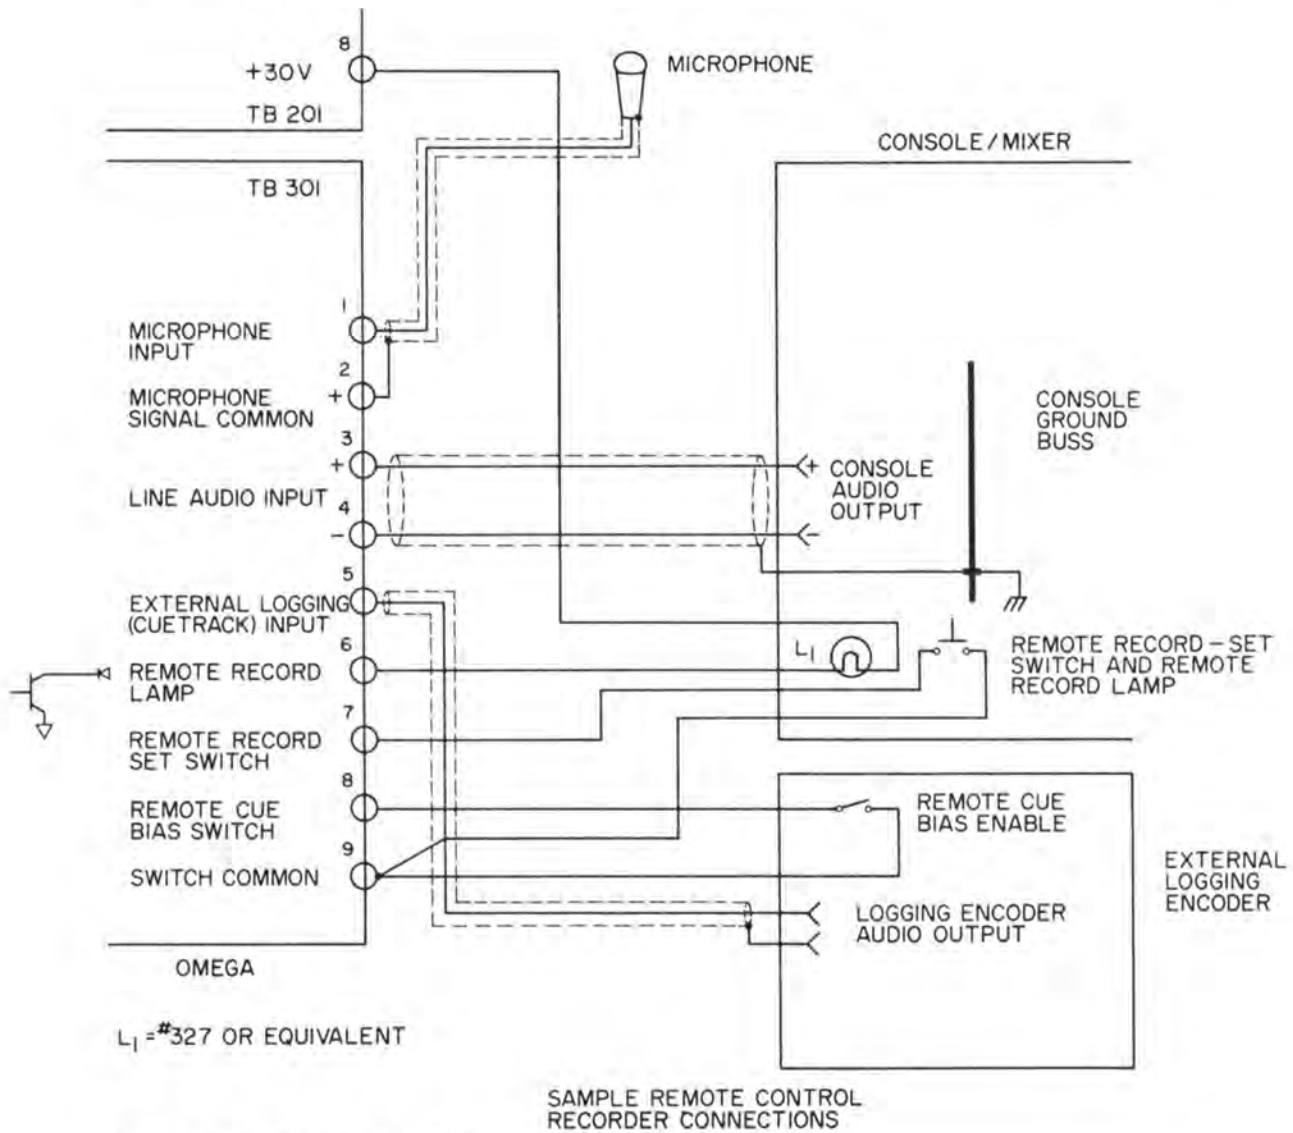 8
+30V
TB 201
MICROPHONE
CONSOLE/MIXER
TB 301
1
MICROPHONE
INPUT
2
MICROPHONE
SIGNAL COMMON
+
CONSOLE
GROUND
BUSS
3
+
LINE AUDIO INPUT
4
-
+
CONSOLE
AUDIO
OUTPUT
-
5
EXTERNAL LOGGING
(CUETRACK) INPUT
6
REMOTE RECORD
LAMP
L1
REMOTE RECORD-SET
SWITCH AND REMOTE
RECORD LAMP
7
REMOTE RECORD
SET SWITCH
8
REMOTE CUE
BIAS SWITCH
REMOTE CUE
BIAS ENABLE
9
SWITCH COMMON
EXTERNAL
LOGGING
ENCODER
LOGGING ENCODER
AUDIO OUTPUT
OMEGA
L1=#327 OR EQUIVALENT
SAMPLE REMOTE CONTROL
RECORDER CONNECTIONS